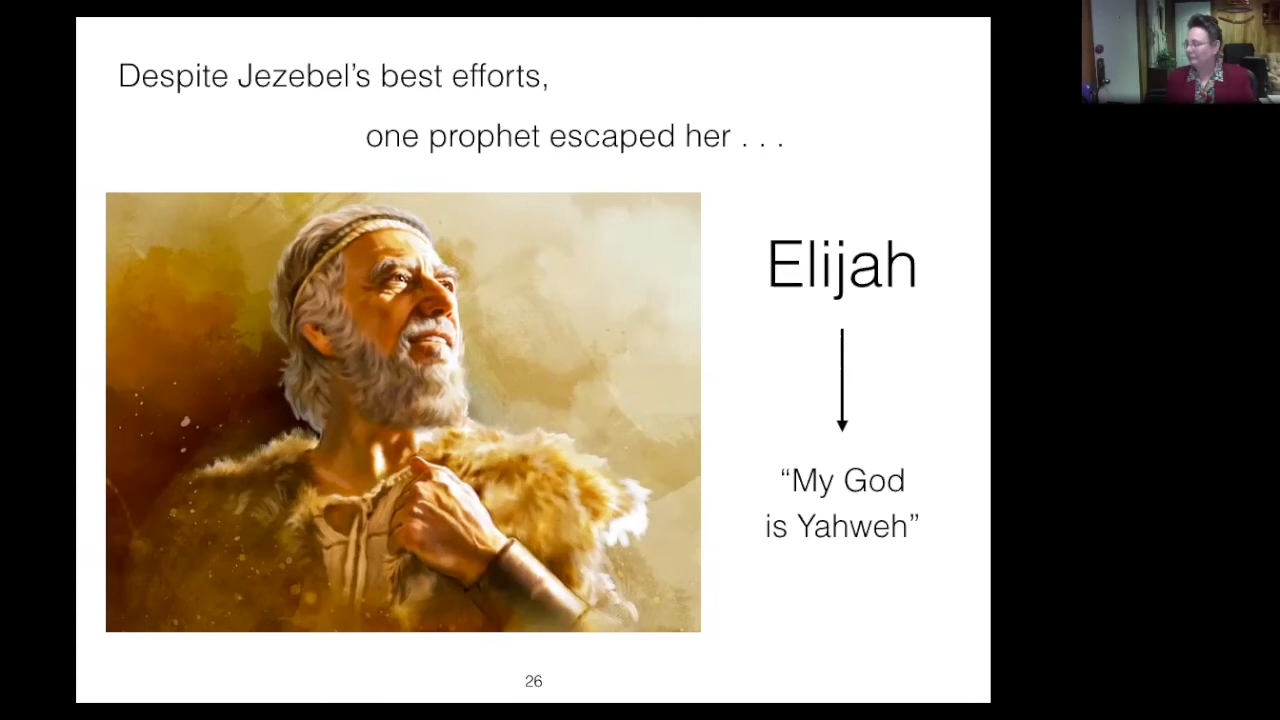 Despite Jezebel’s best efforts,
one prophet escaped her . . .
Elijah
“My God
is Yahweh”
26